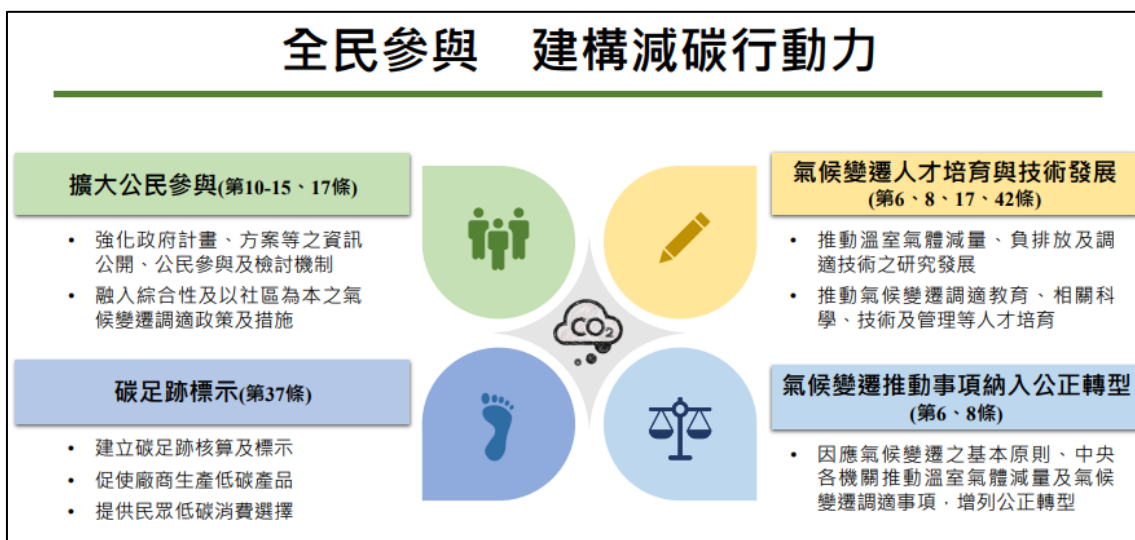 全民參與　建構減碳行動力
擴大公民參與(第10-15、17條)
• 強化政府計畫、方案等之資訊
公開、公民參與及檢討機制
• 融入綜合性及以社區為本之氣
候變遷調適政策及措施
氣候變遷人才培育與技術發展
(第6、8、17、42條)
• 推動溫室氣體減量、負排放及調
適技術之研究發展
• 推動氣候變遷調適教育、相關科
學、技術及管理等人才培育
CO2
碳足跡標示(第37條)
• 建立碳足跡核算及標示
• 促使廠商生產低碳產品
• 提供民眾低碳消費選擇
氣候變遷推動事項納入公正轉型
(第6、8條)
• 因應氣候變遷之基本原則、中央
各機關推動溫室氣體減量及氣候
變遷調適事項，增列公正轉型